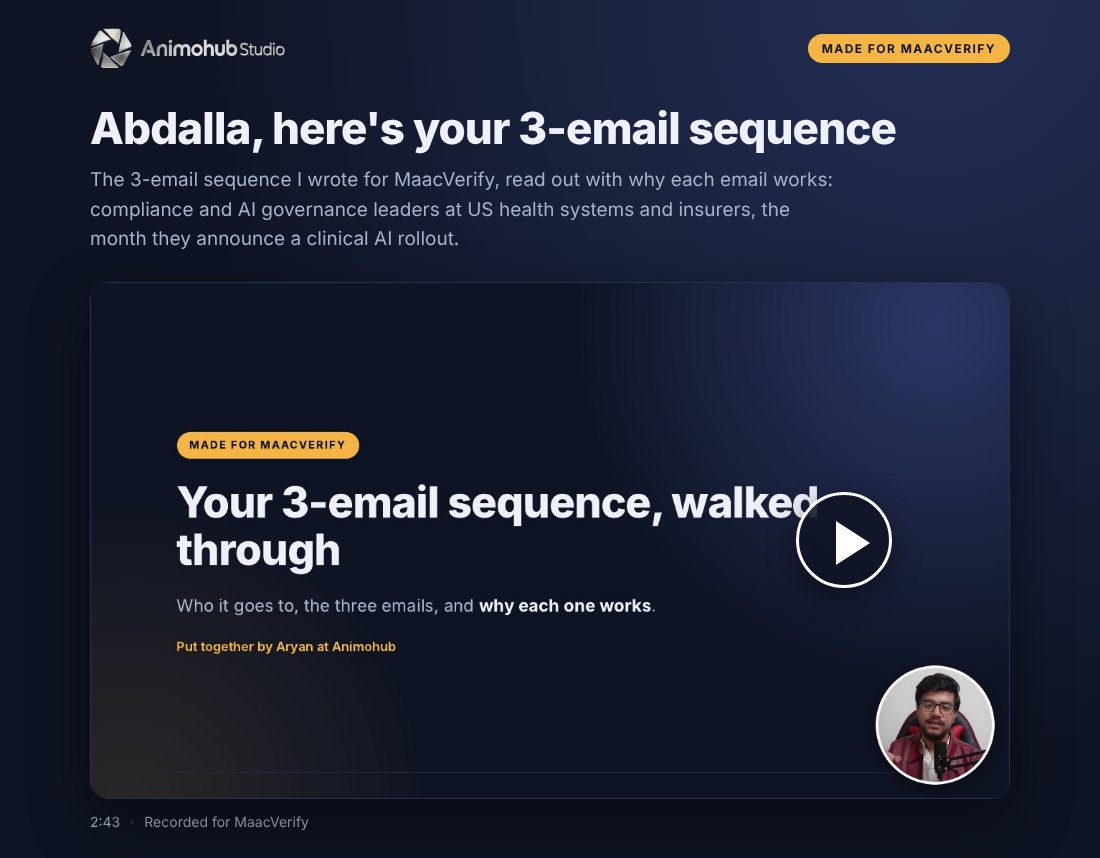 Animohub Studio
MADE FOR MAACVERIFY
Abdalla, here's your 3-email sequence
The 3-email sequence I wrote for MaacVerify, read out with why each email works:
compliance and AI governance leaders at US health systems and insurers, the
month they announce a clinical AI rollout.
MADE FOR MAACVERIFY
Your 3-email sequence, walked
through
Who it goes to, the three emails, and why each one works.
Put together by Aryan at Animohub
2:43 • Recorded for MaacVerify